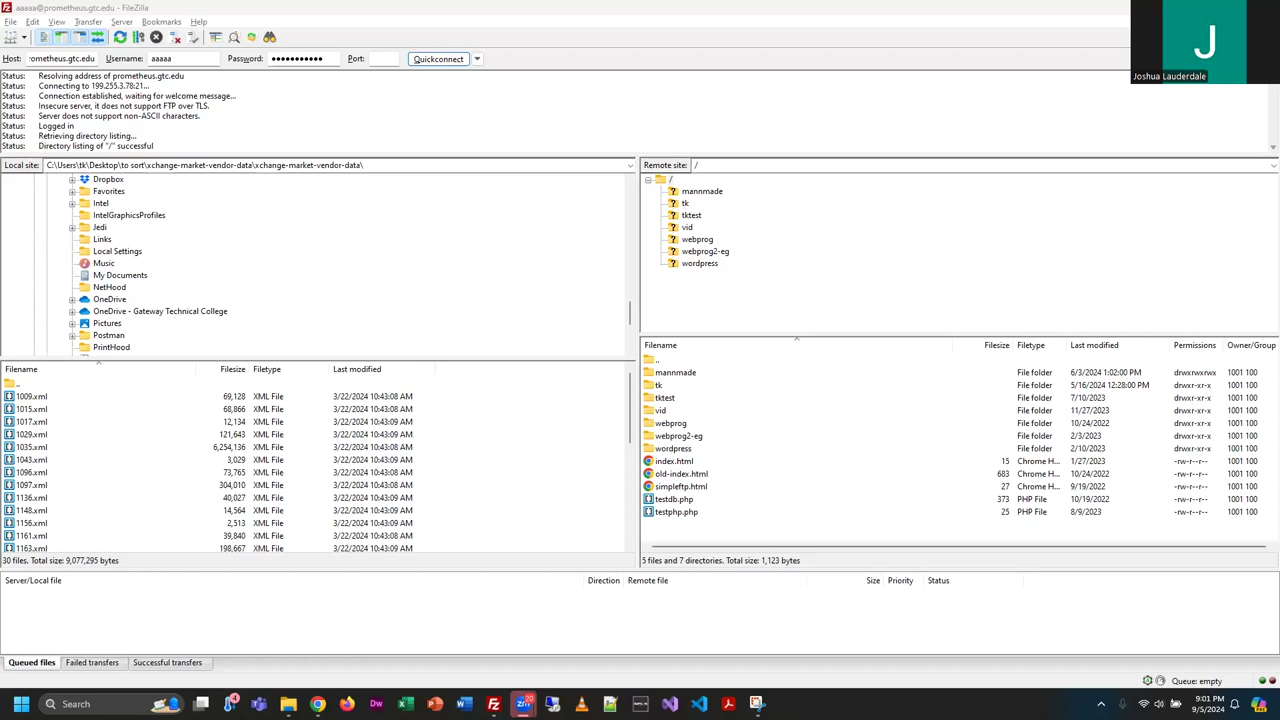 aaaaa@prometheus.gtc.edu - FileZilla
File Edit View Transfer Server Bookmarks Help
Host: rometheus.gtc.edu Username: aaaaa Password: ●●●●●●●●●●● Port: Quickconnect
Status: Resolving address of prometheus.gtc.edu
Status: Connecting to 199.255.3.78:21...
Status: Connection established, waiting for welcome message...
Status: Insecure server, it does not support FTP over TLS.
Status: Server does not support non-ASCII characters.
Status: Logged in
Status: Retrieving directory listing...
Status: Directory listing of "/" successful
J
Joshua Lauderdale
Local site: C:\Users\tk\Desktop\to sort\xchange-market-vendor-data\xchange-market-vendor-data\
Dropbox
Favorites
Intel
IntelGraphicsProfiles
Jedi
Links
Local Settings
Music
My Documents
NetHood
OneDrive
OneDrive - Gateway Technical College
Pictures
Postman
PrintHood
Filename Filesize Filetype Last modified
..
1009.xml 69,128 XML File 3/22/2024 10:43:08 AM
1015.xml 68,866 XML File 3/22/2024 10:43:08 AM
1017.xml 12,134 XML File 3/22/2024 10:43:09 AM
1029.xml 121,643 XML File 3/22/2024 10:43:09 AM
1035.xml 6,254,136 XML File 3/22/2024 10:43:08 AM
1043.xml 3,029 XML File 3/22/2024 10:43:09 AM
1096.xml 73,765 XML File 3/22/2024 10:43:08 AM
1097.xml 304,010 XML File 3/22/2024 10:43:09 AM
1136.xml 40,027 XML File 3/22/2024 10:43:09 AM
1148.xml 14,564 XML File 3/22/2024 10:43:09 AM
1156.xml 2,513 XML File 3/22/2024 10:43:09 AM
1161.xml 39,840 XML File 3/22/2024 10:43:09 AM
1163.xml 198,667 XML File 3/22/2024 10:43:09 AM
30 files. Total size: 9,077,295 bytes
Remote site: /
/
mannmade
tk
tktest
vid
webprog
webprog2-eg
wordpress
Filename Filesize Filetype Last modified Permissions Owner/Group
..
mannmade File folder 6/3/2024 1:02:00 PM drwxrwxrwx 1001 100
tk File folder 5/16/2024 12:28:00 PM drwxr-xr-x 1001 100
tktest File folder 7/10/2023 drwxr-xr-x 1001 100
vid File folder 11/27/2023 drwxr-xr-x 1001 100
webprog File folder 10/24/2022 drwxr-xr-x 1001 100
webprog2-eg File folder 2/3/2023 drwxr-xr-x 1001 100
wordpress File folder 2/10/2023 drwxr-xr-x 1001 100
index.html 15 Chrome H... 1/27/2023 -rw-r--r-- 1001 100
old-index.html 683 Chrome H... 10/24/2022 -rw-r--r-- 1001 100
simpleftp.html 27 Chrome H... 9/19/2022 -rw-r--r-- 1001 100
testdb.php 373 PHP File 10/19/2022 -rw-r--r-- 1001 100
testphp.php 25 PHP File 8/9/2023 -rw-r--r-- 1001 100
5 files and 7 directories. Total size: 1,123 bytes
Server/Local file Direction Remote file Size Priority Status
Queued files Failed transfers Successful transfers
Queue: empty
Search
9:01 PM
9/5/2024